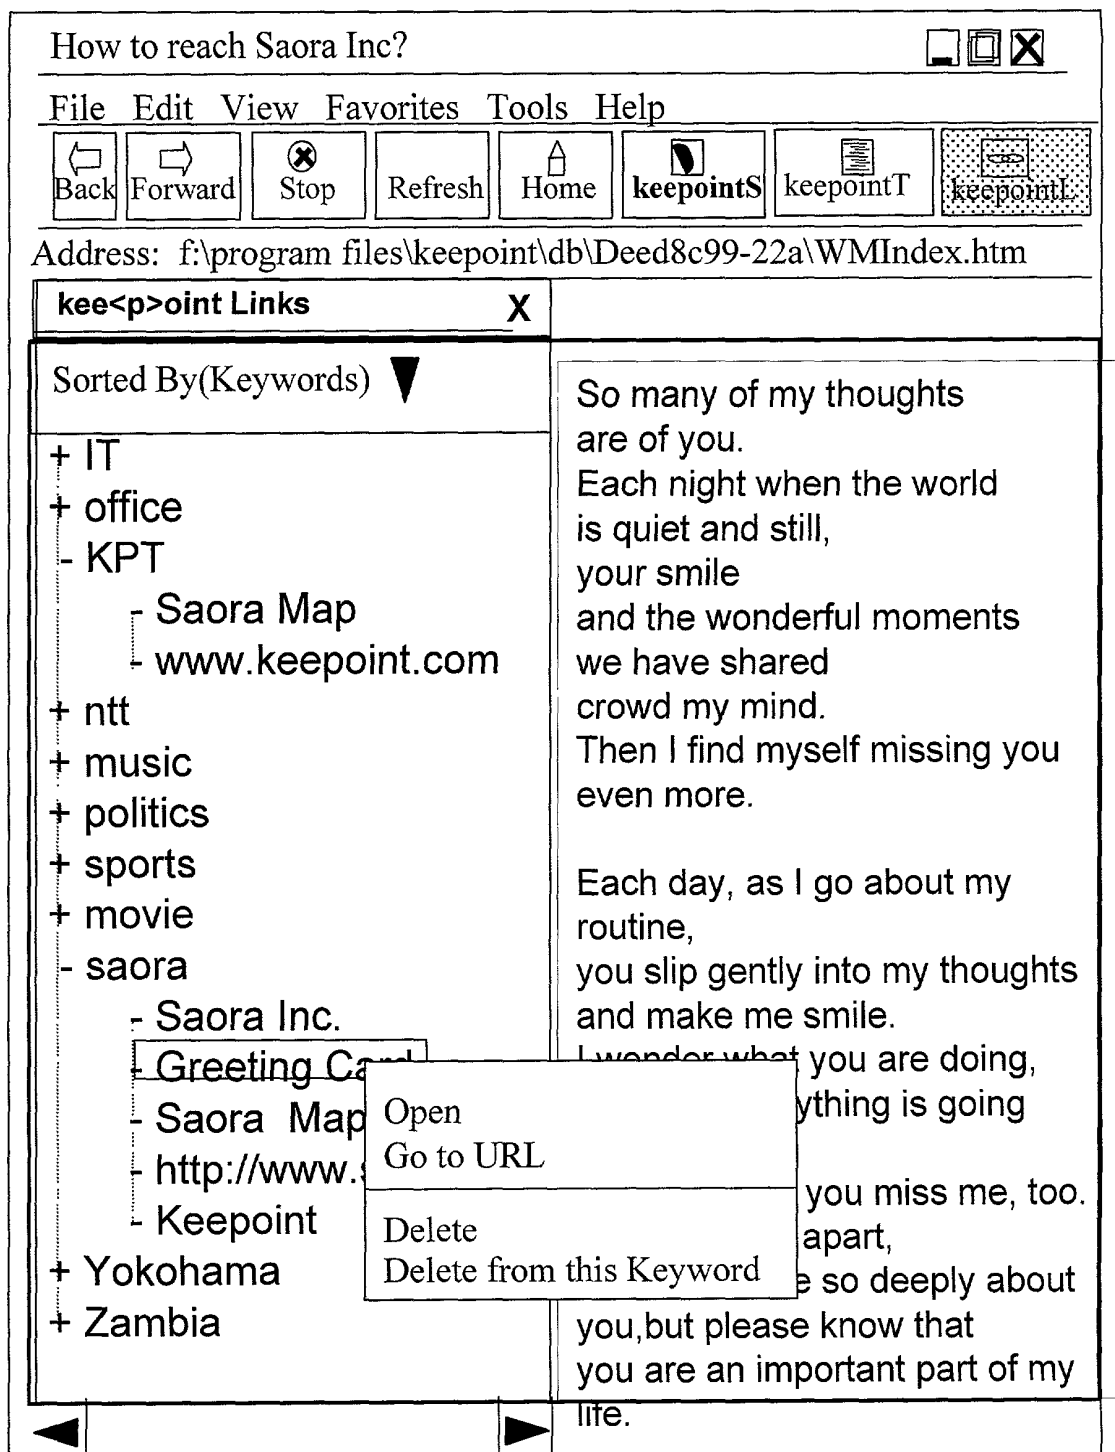 How to reach Saora Inc?
File Edit View Favorites Tools Help
Back Forward Stop Refresh Home keepointS keepointT keepointL
Address: f:\program files\keepoint\db\Deed8c99-22a\WMIndex.htm
kee<p>oint Links X
Sorted By(Keywords)
+ IT
+ office
- KPT
- Saora Map
- www.keepoint.com
+ ntt
+ music
+ politics
+ sports
+ movie
- saora
- Saora Inc.
- Greeting Card
- Saora Map
- http://www.
- Keepoint
+ Yokohama
+ Zambia
Open
Go to URL
Delete
Delete from this Keyword
So many of my thoughts
are of you.
Each night when the world
is quiet and still,
your smile
and the wonderful moments
we have shared
crowd my mind.
Then I find myself missing you
even more.
Each day, as I go about my
routine,
you slip gently into my thoughts
and make me smile.
I wonder what you are doing,
ything is going
you miss me, too.
apart,
e so deeply about
you,but please know that
you are an important part of my
life.